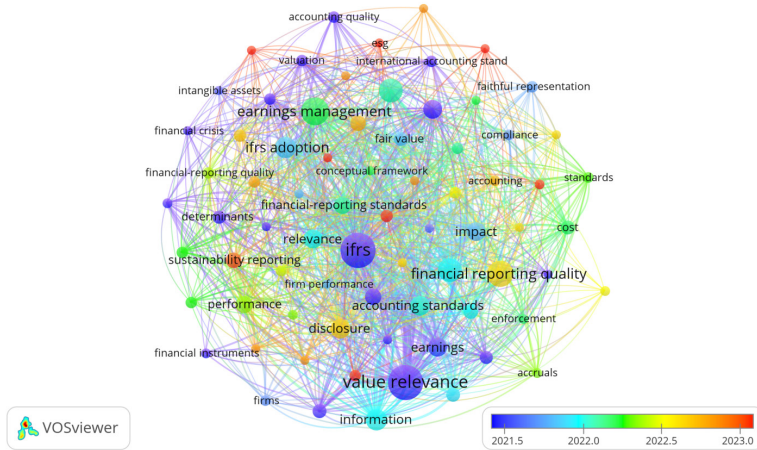 accounting quality
esg
valuation
international accounting stand
intangible assets
faithful representation
earnings management
financial crisis
fair value
compliance
ifrs adoption
financial-reporting quality
conceptual framework
accounting
standards
financial-reporting standards
determinants
cost
relevance
impact
ifrs
sustainability reporting
financial reporting quality
firm performance
performance
accounting standards
enforcement
disclosure
financial instruments
earnings
accruals
value relevance
firms
information
VOSviewer
2021.5 2022.0 2022.5 2023.0